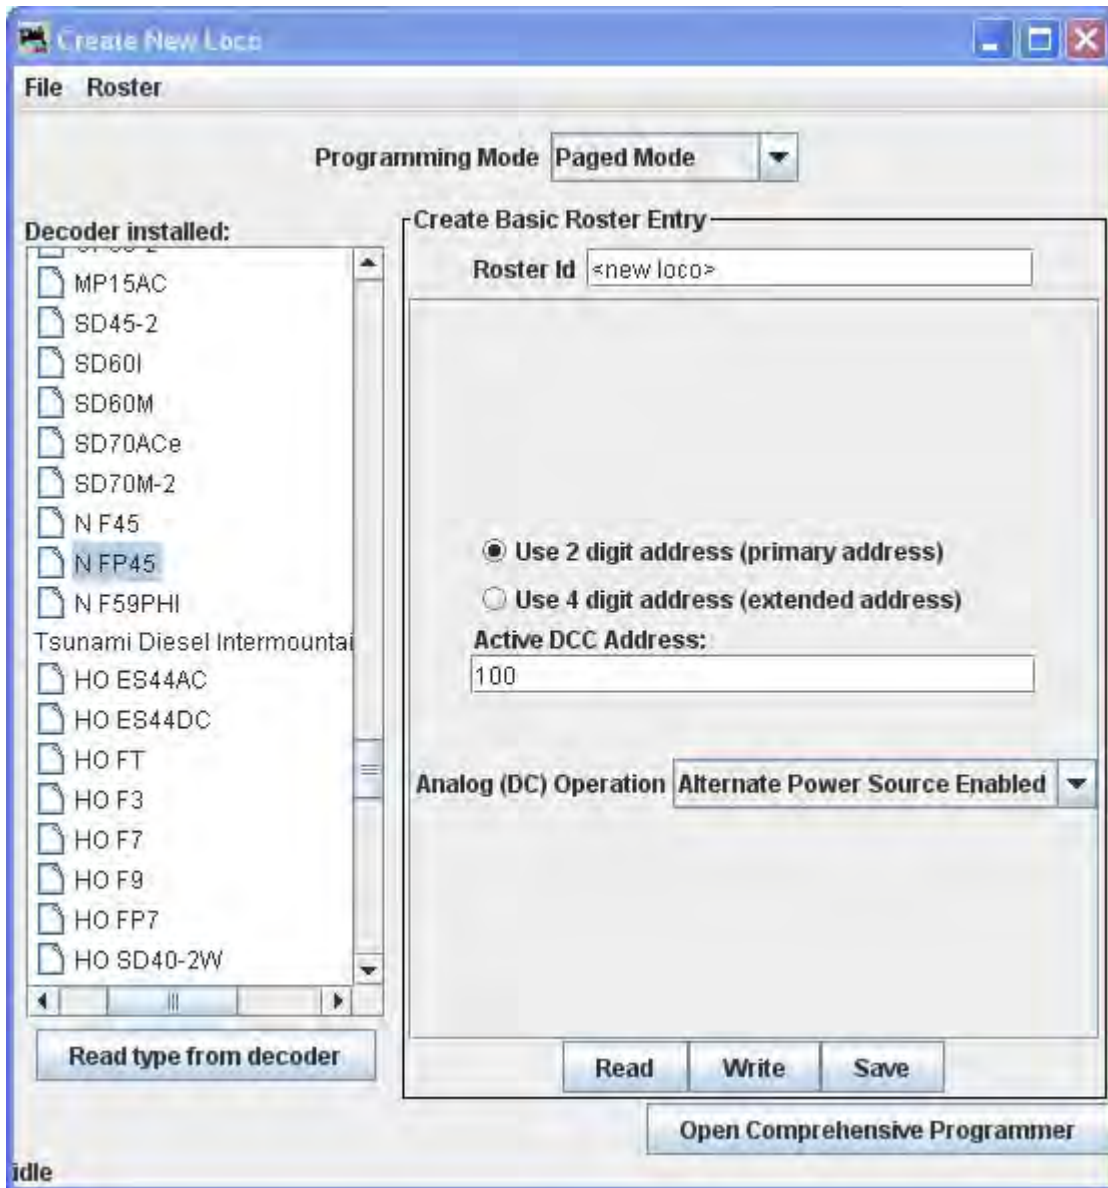 Create New Loco
File Roster
Programming Mode Paged Mode
Decoder installed:
MP15AC
SD45-2
SD60I
SD60M
SD70ACe
SD70M-2
N F45
N FP45
N F59PHI
Tsunami Diesel Intermountai
HO ES44AC
HO ES44DC
HO FT
HO F3
HO F7
HO F9
HO FP7
HO SD40-2W
Read type from decoder
Create Basic Roster Entry
Roster Id <new loco>
Use 2 digit address (primary address)
Use 4 digit address (extended address)
Active DCC Address:
100
Analog (DC) Operation Alternate Power Source Enabled
Read Write Save
Open Comprehensive Programmer
idle